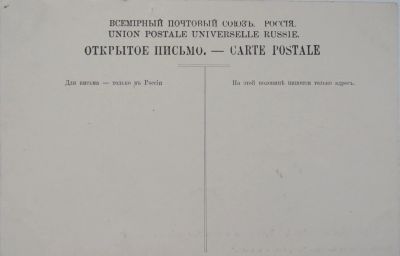 ВСЕМІРНЫЙ ПОЧТОВЫЙ СОЮЗЪ. РОССІЯ.
UNION POSTALE UNIVERSELLE RUSSIE.
ОТКРЫТОЕ ПИСЬМО. — CARTE POSTALE
Для письма — только въ Россіи
На этой половинѣ пишется только адресъ.